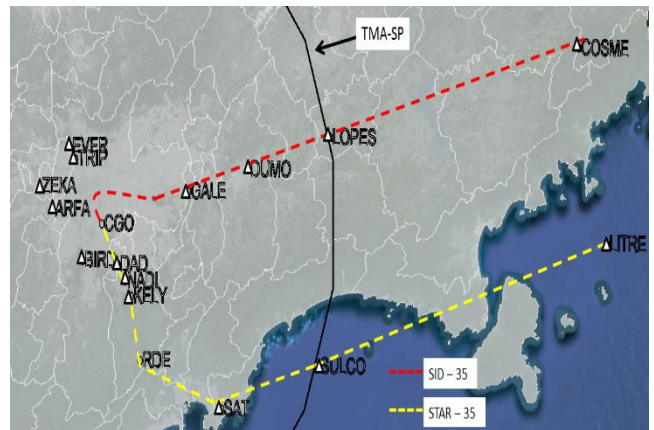 TMA-SP
COSME
LOPES
EVER
TRIP
DUMO
ZEKA
GALE
ARFA
CGO
LITRE
BIRD
DAD
NADI
KELY
RDE
SULCO
SID – 35
SAT
STAR – 35